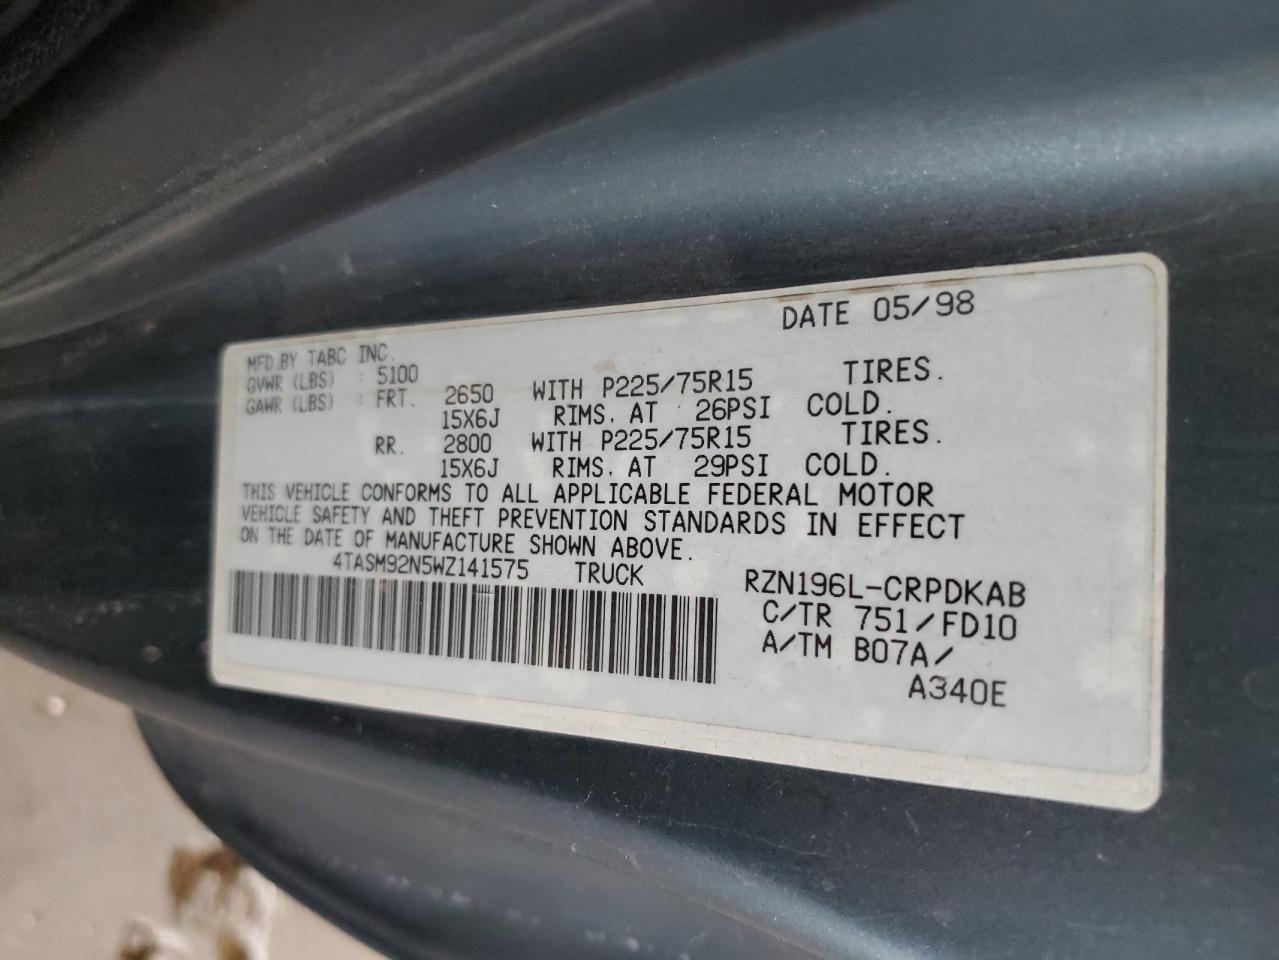 DATE 05/98
MFD.BY TABC INC.
GVWR (LBS) : 5100
GAWR (LBS) : FRT. 2650 WITH P225/75R15 TIRES.
15X6J RIMS. AT 26PSI COLD.
RR. 2800 WITH P225/75R15 TIRES.
15X6J RIMS. AT 29PSI COLD.
THIS VEHICLE CONFORMS TO ALL APPLICABLE FEDERAL MOTOR
VEHICLE SAFETY AND THEFT PREVENTION STANDARDS IN EFFECT
ON THE DATE OF MANUFACTURE SHOWN ABOVE.
4TASM92N5WZ141575 TRUCK RZN196L-CRPDKAB
C/TR 751/FD10
A/TM B07A/
A340E